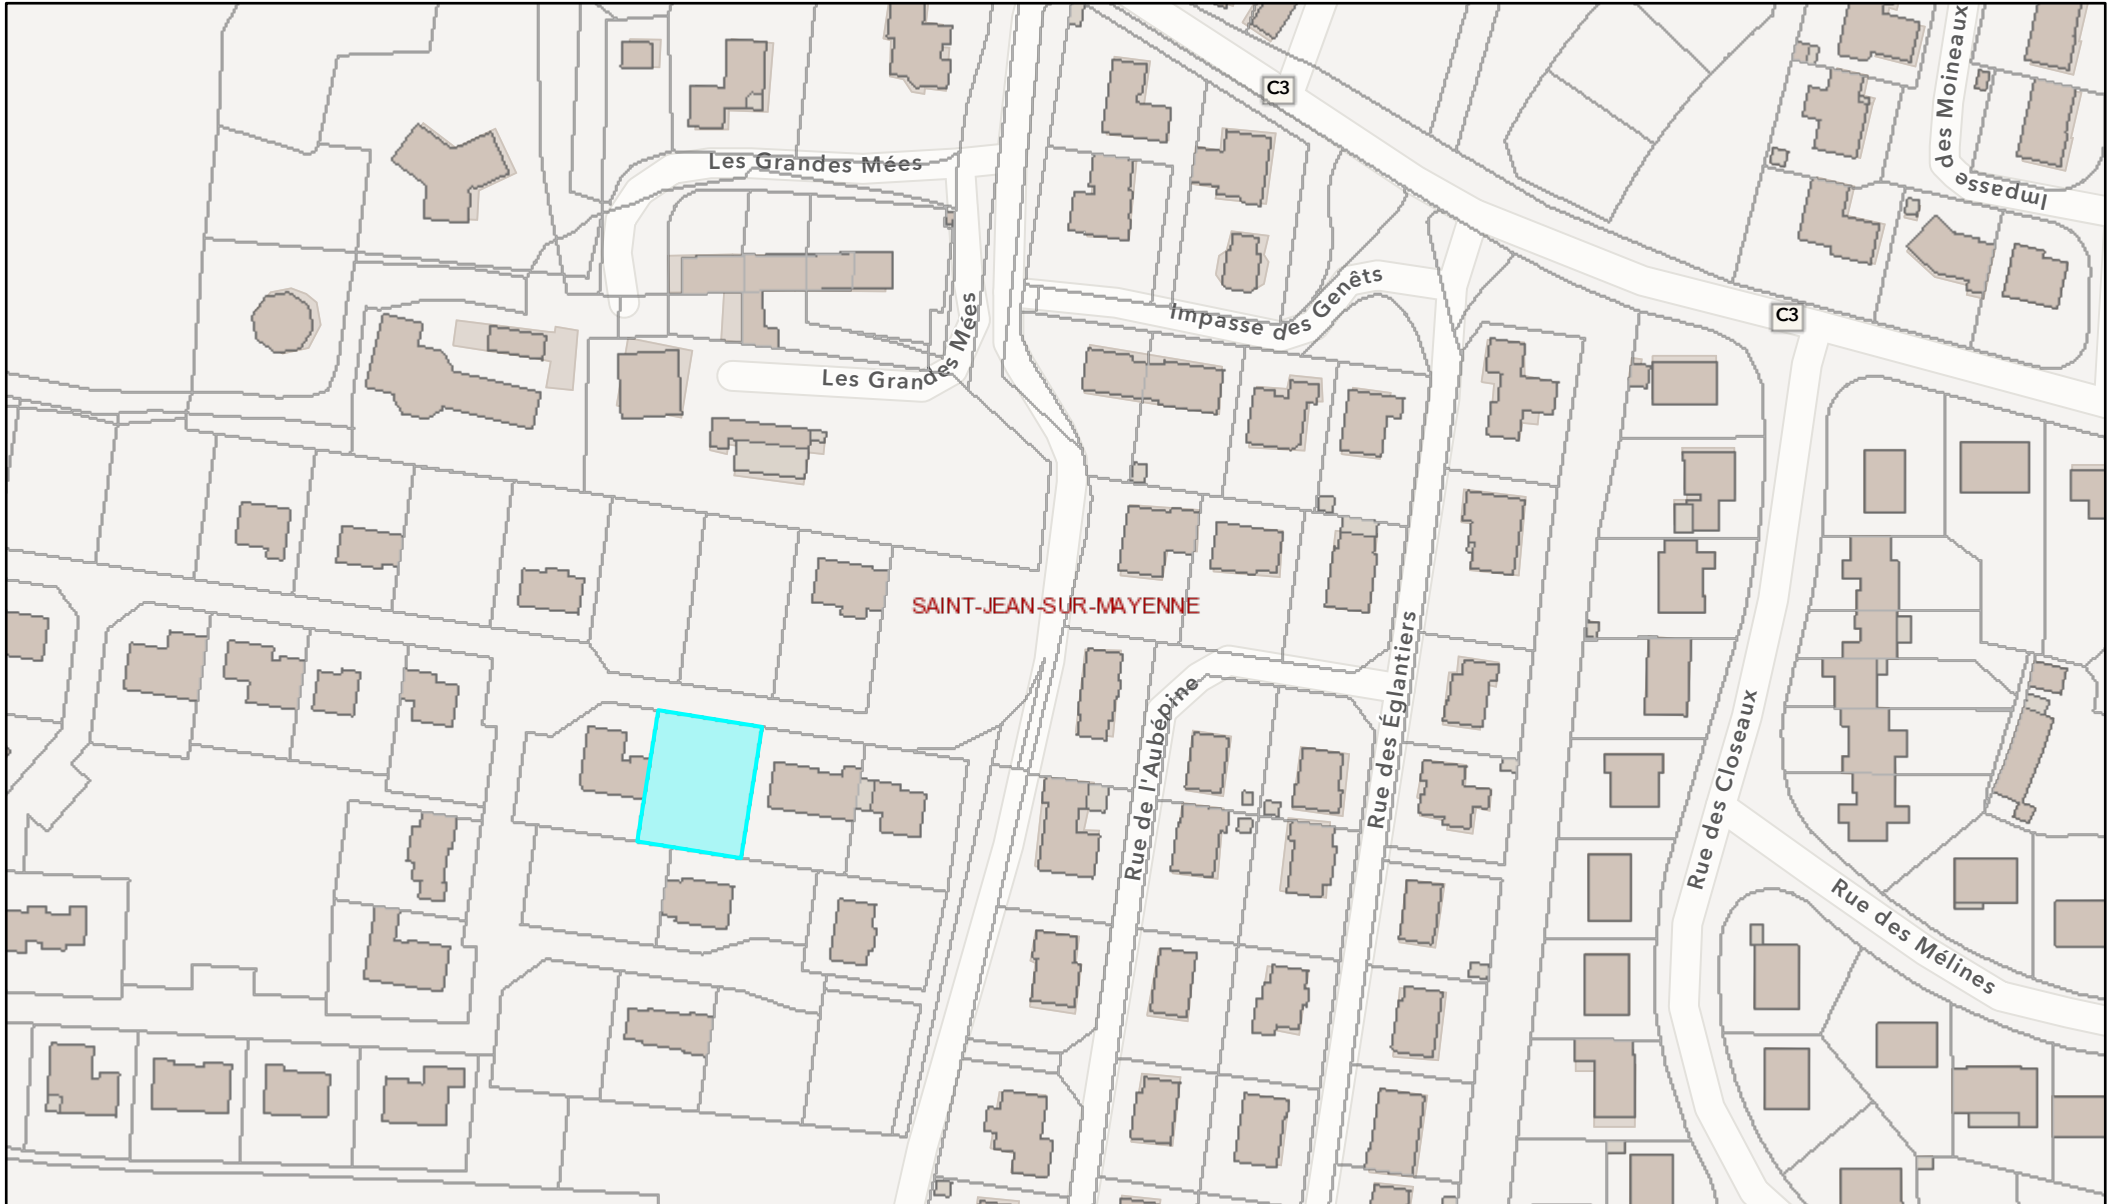 C3
des Moineaux
Impasse
Les Grandes Mées
Impasse des Genêts
C3
Les Grandes Mées
SAINT-JEAN-SUR-MAYENNE
Rue des Églantiers
Rue de l'Aubépine
Rue des Closeaux
Rue des Mélines